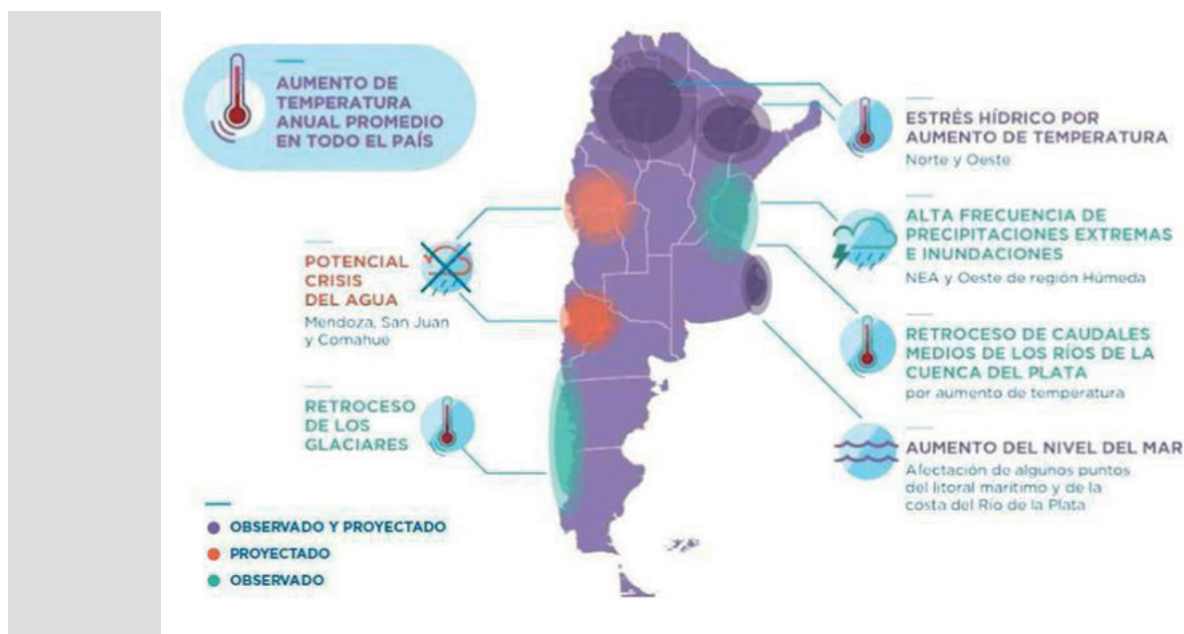 AUMENTO DE
TEMPERATURA
ANUAL PROMEDIO
EN TODO EL PAÍS
ESTRÉS HÍDRICO POR
AUMENTO DE TEMPERATURA
Norte y Oeste
ALTA FRECUENCIA DE
PRECIPITACIONES EXTREMAS
E INUNDACIONES
NEA y Oeste de región Húmeda
POTENCIAL
CRISIS
DEL AGUA
Mendoza, San Juan
y Comahue
RETROCESO DE CAUDALES
MEDIOS DE LOS RÍOS DE LA
CUENCA DEL PLATA
por aumento de temperatura
RETROCESO
DE LOS
GLACIARES
AUMENTO DEL NIVEL DEL MAR
Afectación de algunos puntos
del litoral marítimo y de la
costa del Río de la Plata
OBSERVADO Y PROYECTADO
PROYECTADO
OBSERVADO